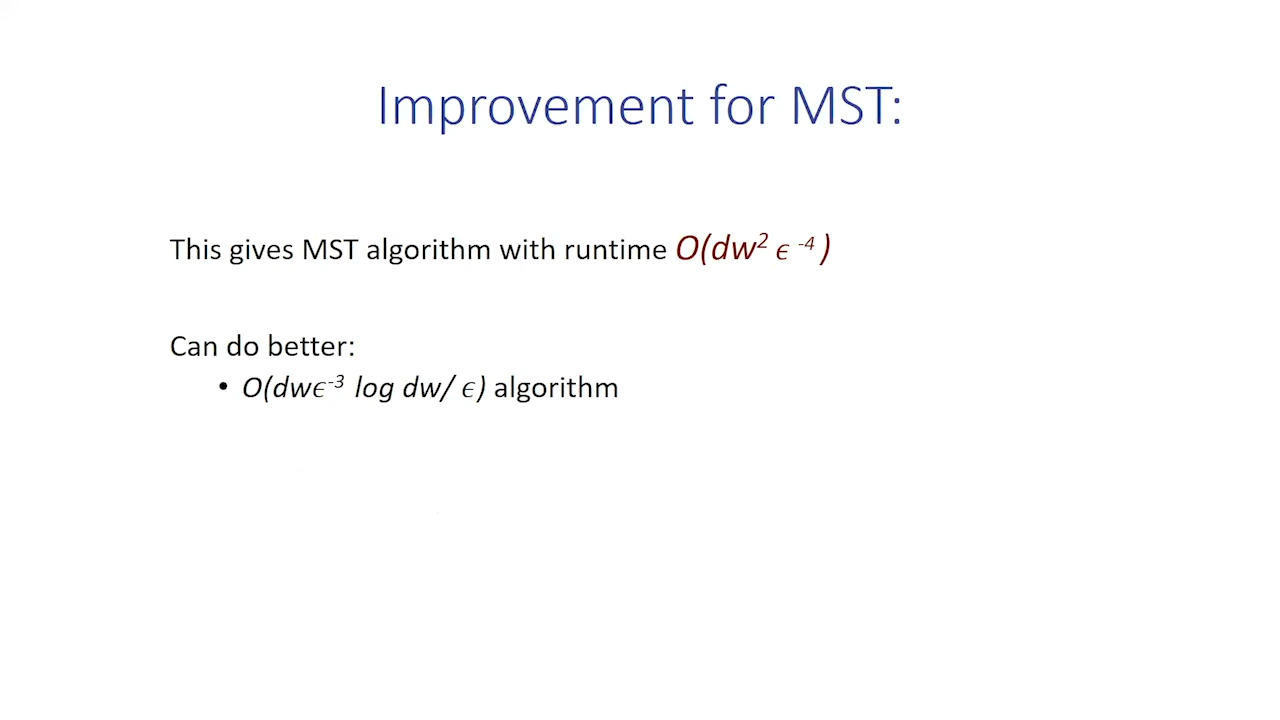 Improvement for MST:
This gives MST algorithm with runtime O(dw² ϵ ⁻⁴ )
Can do better:
• O(dwϵ⁻³ log dw/ ϵ) algorithm